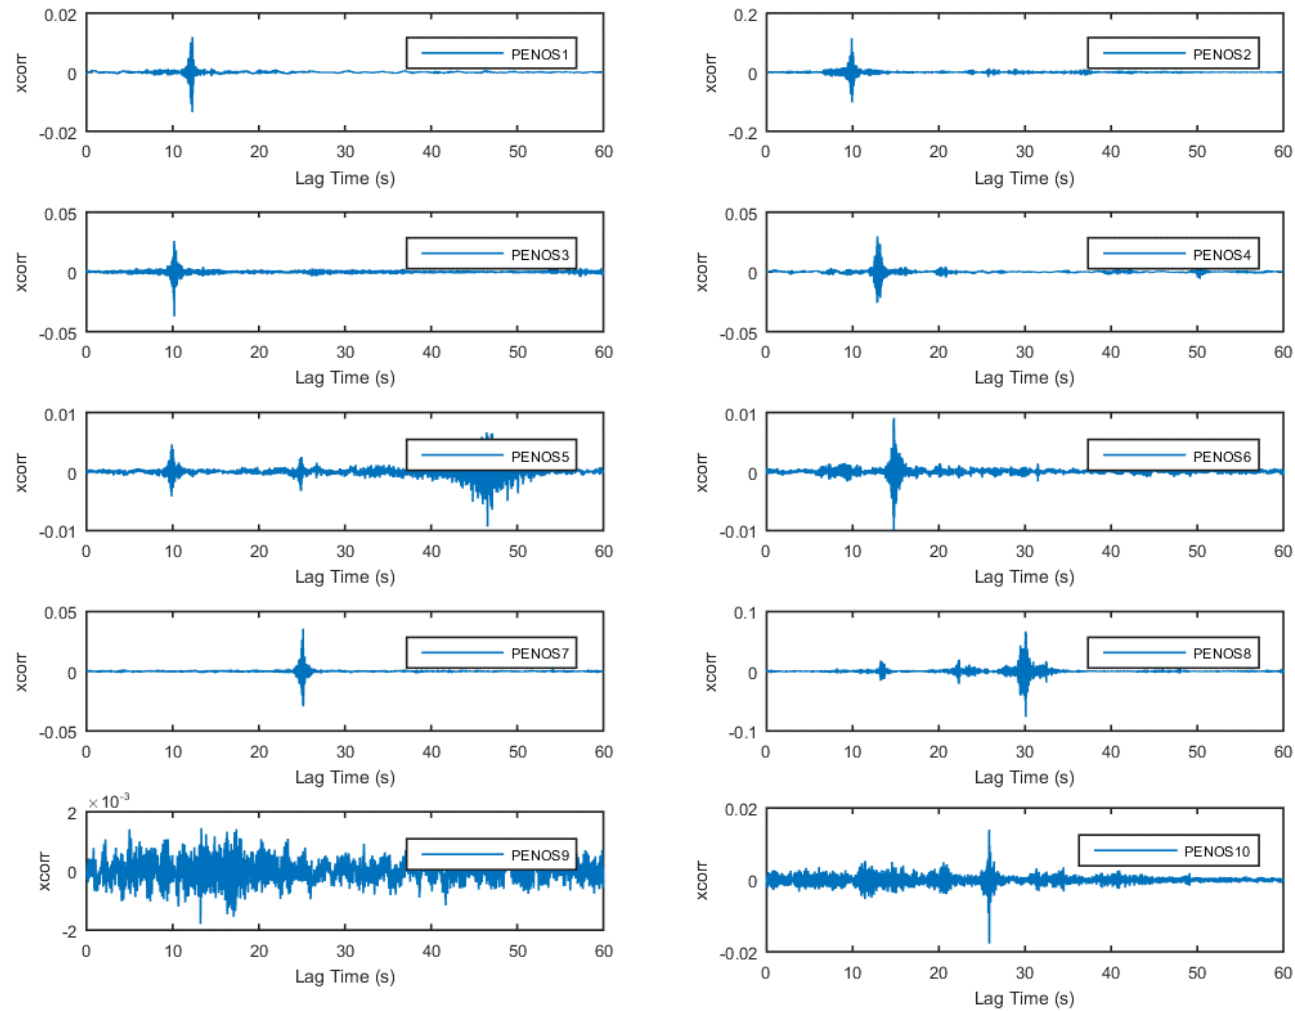 0.02
0
-0.02
xcorr
PENOS1
0 10 20 30 40 50 60
Lag Time (s)
0.2
0
-0.2
xcorr
PENOS2
0 10 20 30 40 50 60
Lag Time (s)
0.05
0
-0.05
xcorr
PENOS3
0 10 20 30 40 50 60
Lag Time (s)
0.05
0
-0.05
xcorr
PENOS4
0 10 20 30 40 50 60
Lag Time (s)
0.01
0
-0.01
xcorr
PENOS5
0 10 20 30 40 50 60
Lag Time (s)
0.01
0
-0.01
xcorr
PENOS6
0 10 20 30 40 50 60
Lag Time (s)
0.05
0
-0.05
xcorr
PENOS7
0 10 20 30 40 50 60
Lag Time (s)
0.1
0
-0.1
xcorr
PENOS8
0 10 20 30 40 50 60
Lag Time (s)
× 10⁻³
2
0
-2
xcorr
PENOS9
0 10 20 30 40 50 60
Lag Time (s)
0.02
0
-0.02
xcorr
PENOS10
0 10 20 30 40 50 60
Lag Time (s)